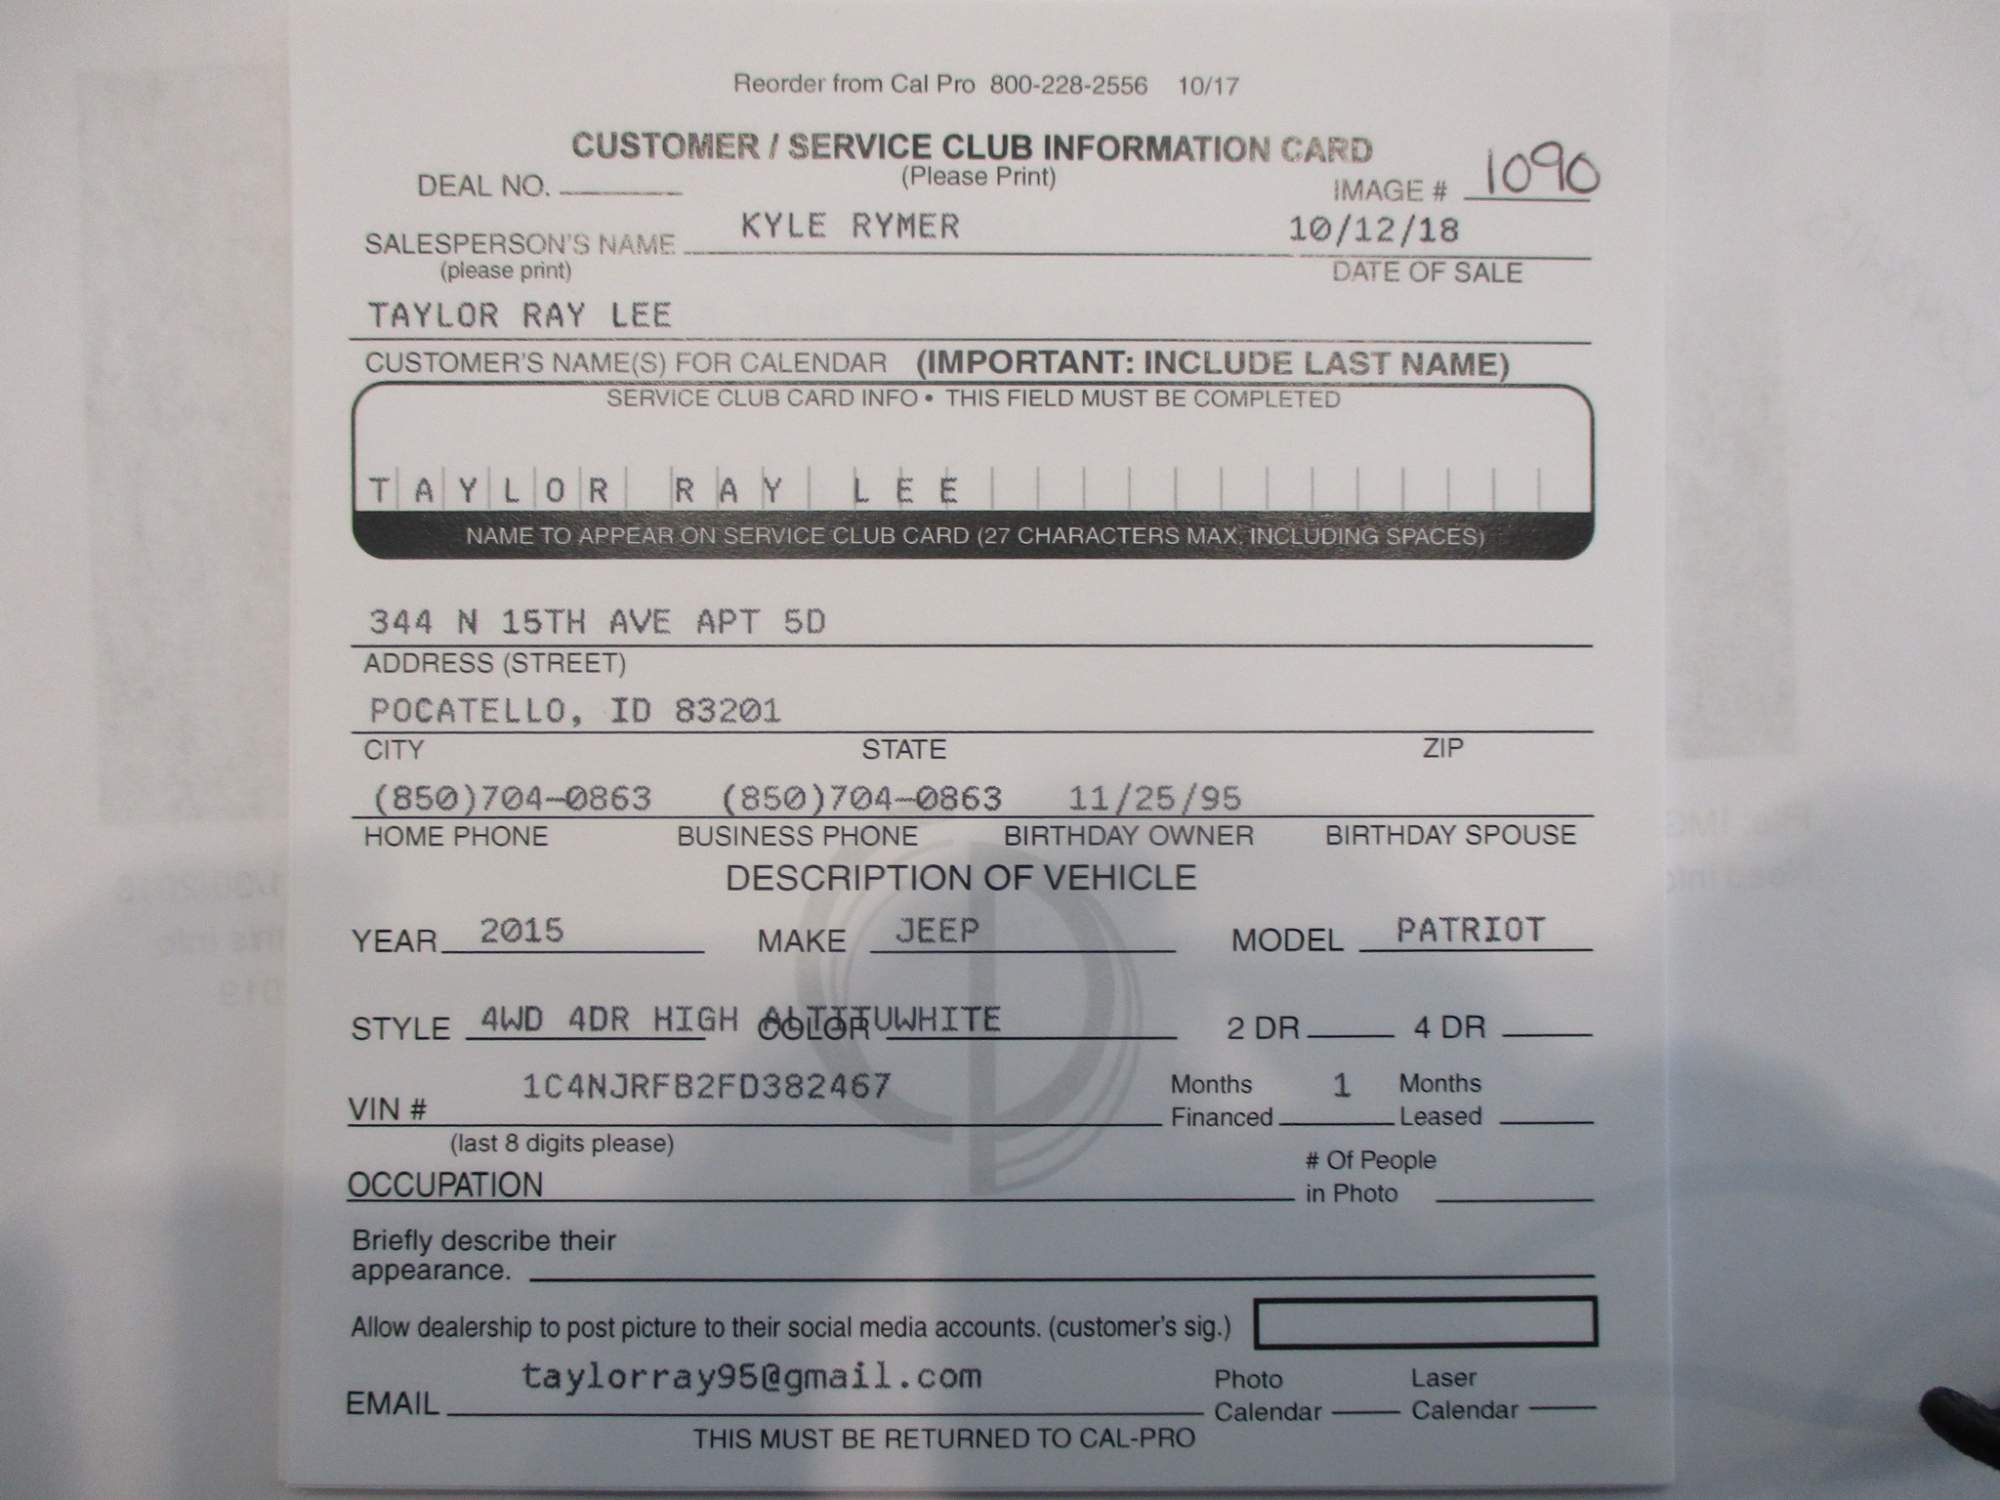 Reorder from Cal Pro 800-228-2556 10/17
CUSTOMER / SERVICE CLUB INFORMATION CARD
(Please Print)
DEAL NO.
IMAGE # 1090
SALESPERSON'S NAME KYLE RYMER 10/12/18
(please print) DATE OF SALE
TAYLOR RAY LEE
CUSTOMER'S NAME(S) FOR CALENDAR (IMPORTANT: INCLUDE LAST NAME)
SERVICE CLUB CARD INFO • THIS FIELD MUST BE COMPLETED
TAYLOR RAY LEE
NAME TO APPEAR ON SERVICE CLUB CARD (27 CHARACTERS MAX. INCLUDING SPACES)
344 N 15TH AVE APT 5D
ADDRESS (STREET)
POCATELLO, ID 83201
CITY STATE ZIP
(850)704-0863 (850)704-0863 11/25/95
HOME PHONE BUSINESS PHONE BIRTHDAY OWNER BIRTHDAY SPOUSE
DESCRIPTION OF VEHICLE
YEAR 2015 MAKE JEEP MODEL PATRIOT
STYLE 4WD 4DR HIGH ALTITUWHITE COLOR 2 DR 4 DR
VIN # 1C4NJRFB2FD382467 Months Financed 1 Months Leased
(last 8 digits please)
OCCUPATION # Of People in Photo
Briefly describe their
appearance.
Allow dealership to post picture to their social media accounts. (customer's sig.)
EMAIL taylorray95@gmail.com Photo Calendar Laser Calendar
THIS MUST BE RETURNED TO CAL-PRO